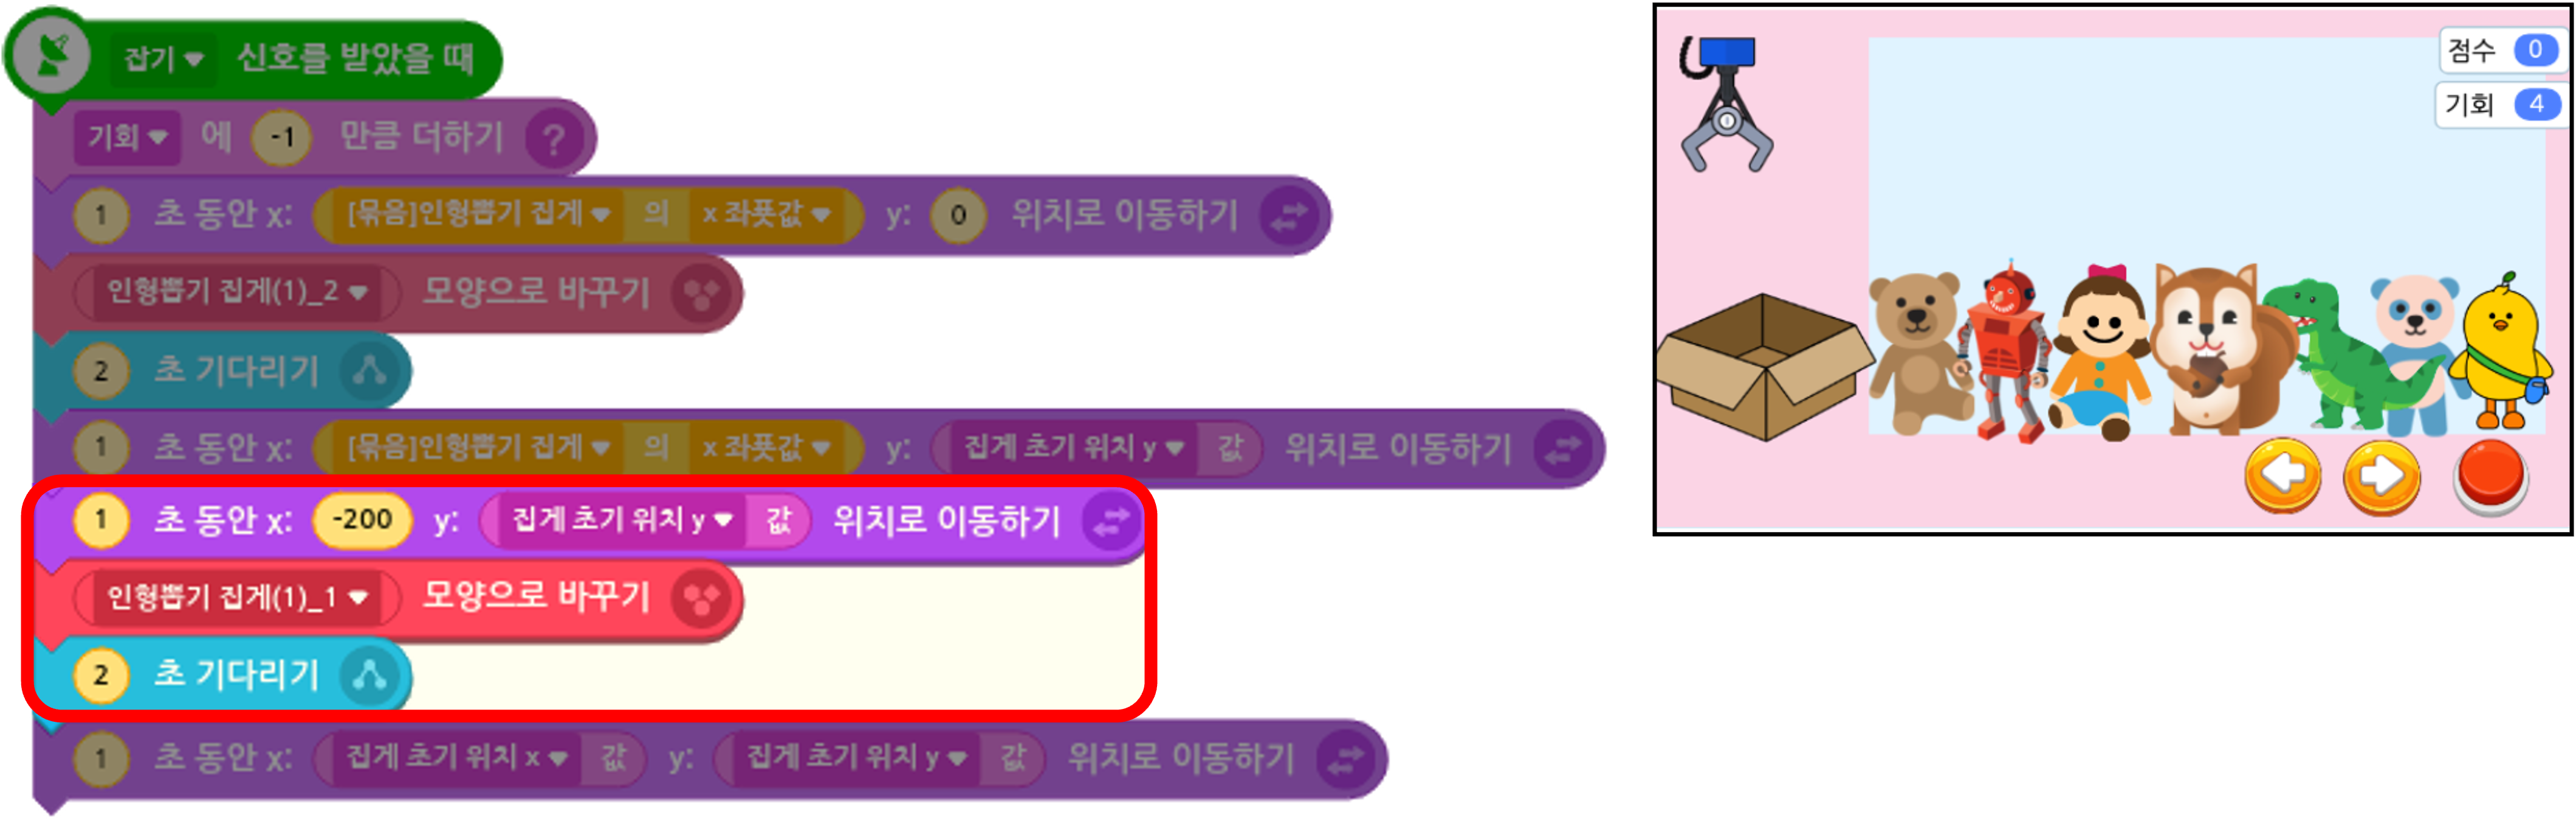 잡기 신호를 받았을 때
기회 에 -1 만큼 더하기 ?
1 초 동안 x: [묶음]인형뽑기 집게 의 x 좌푯값 y: 0 위치로 이동하기
인형뽑기 집게(1)_2 모양으로 바꾸기
2 초 기다리기
1 초 동안 x: [묶음]인형뽑기 집게 의 x 좌푯값 y: 집게 초기 위치 y 값 위치로 이동하기
1 초 동안 x: -200 y: 집게 초기 위치 y 값 위치로 이동하기
인형뽑기 집게(1)_1 모양으로 바꾸기
2 초 기다리기
1 초 동안 x: 집게 초기 위치 x 값 y: 집게 초기 위치 y 값 위치로 이동하기
점수 0
기회 4